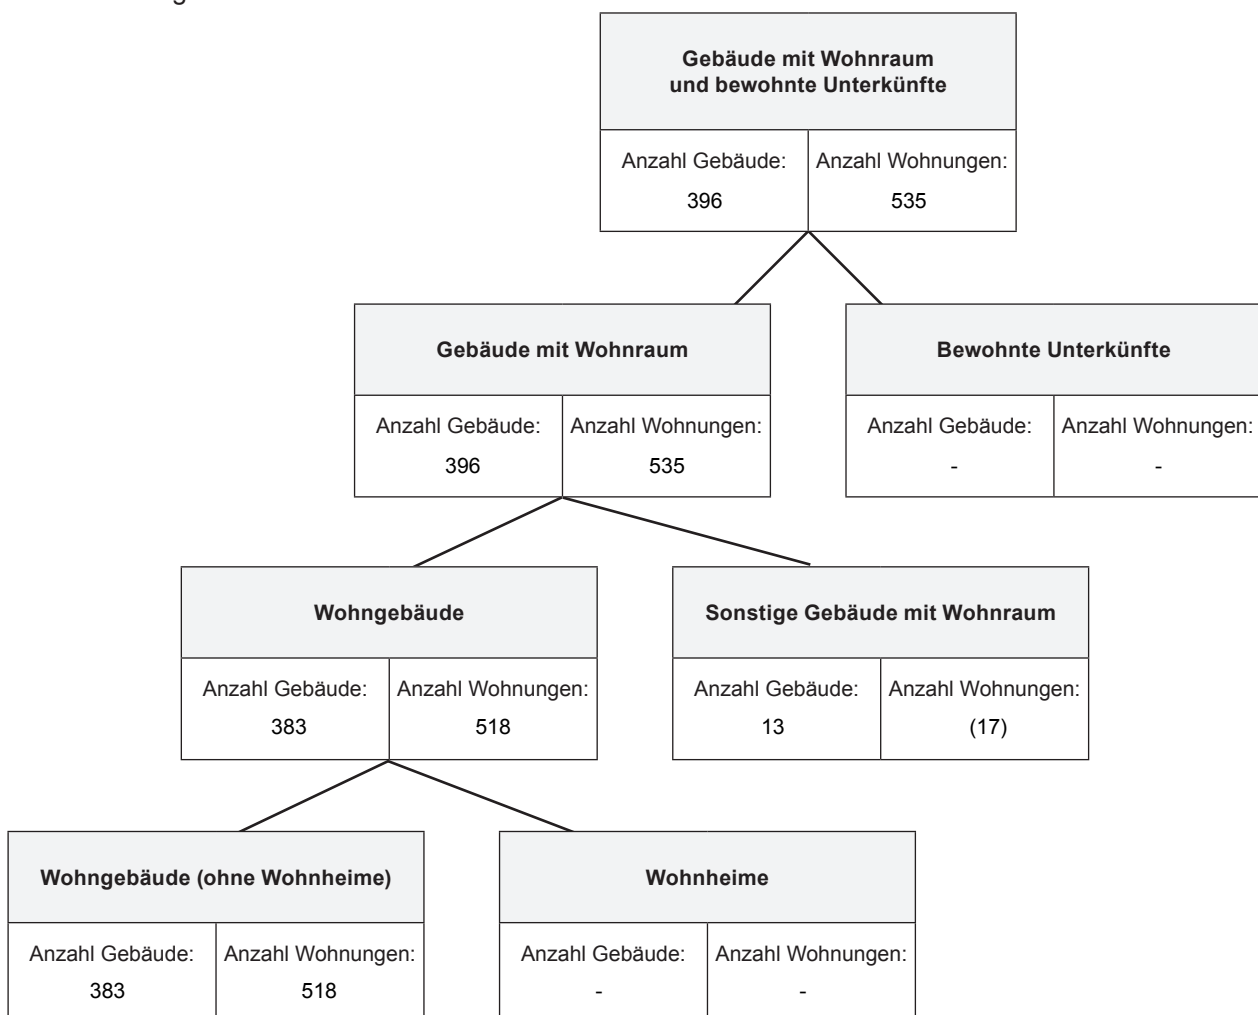 Gebäude mit Wohnraum
und bewohnte Unterkünfte
Anzahl Gebäude: Anzahl Wohnungen:
396 535
Gebäude mit Wohnraum Bewohnte Unterkünfte
Anzahl Gebäude: Anzahl Wohnungen: Anzahl Gebäude: Anzahl Wohnungen:
396 535 - -
Wohngebäude Sonstige Gebäude mit Wohnraum
Anzahl Gebäude: Anzahl Wohnungen: Anzahl Gebäude: Anzahl Wohnungen:
383 518 13 (17)
Wohngebäude (ohne Wohnheime) Wohnheime
Anzahl Gebäude: Anzahl Wohnungen: Anzahl Gebäude: Anzahl Wohnungen:
383 518 - -